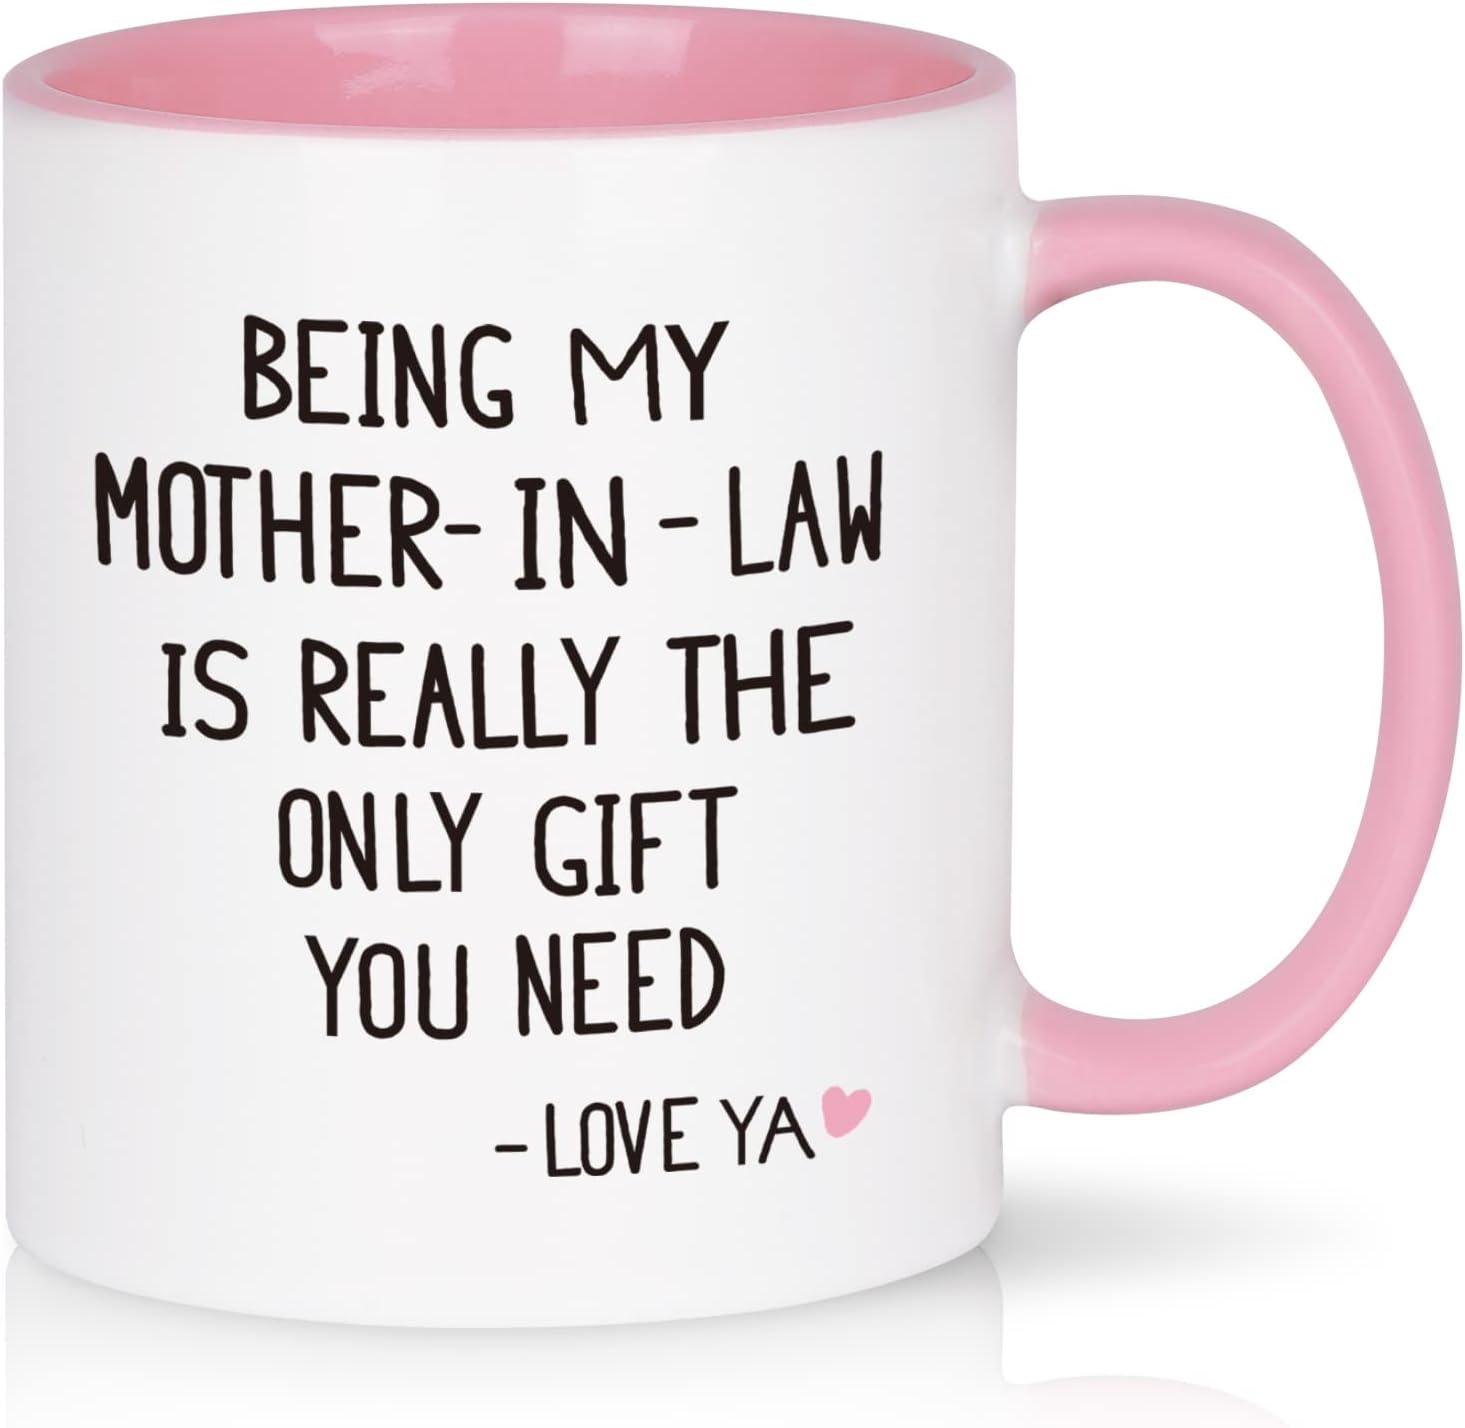 BEING MY
MOTHER-IN-LAW
IS REALLY THE
ONLY GIFT
YOU NEED
-LOVE YA